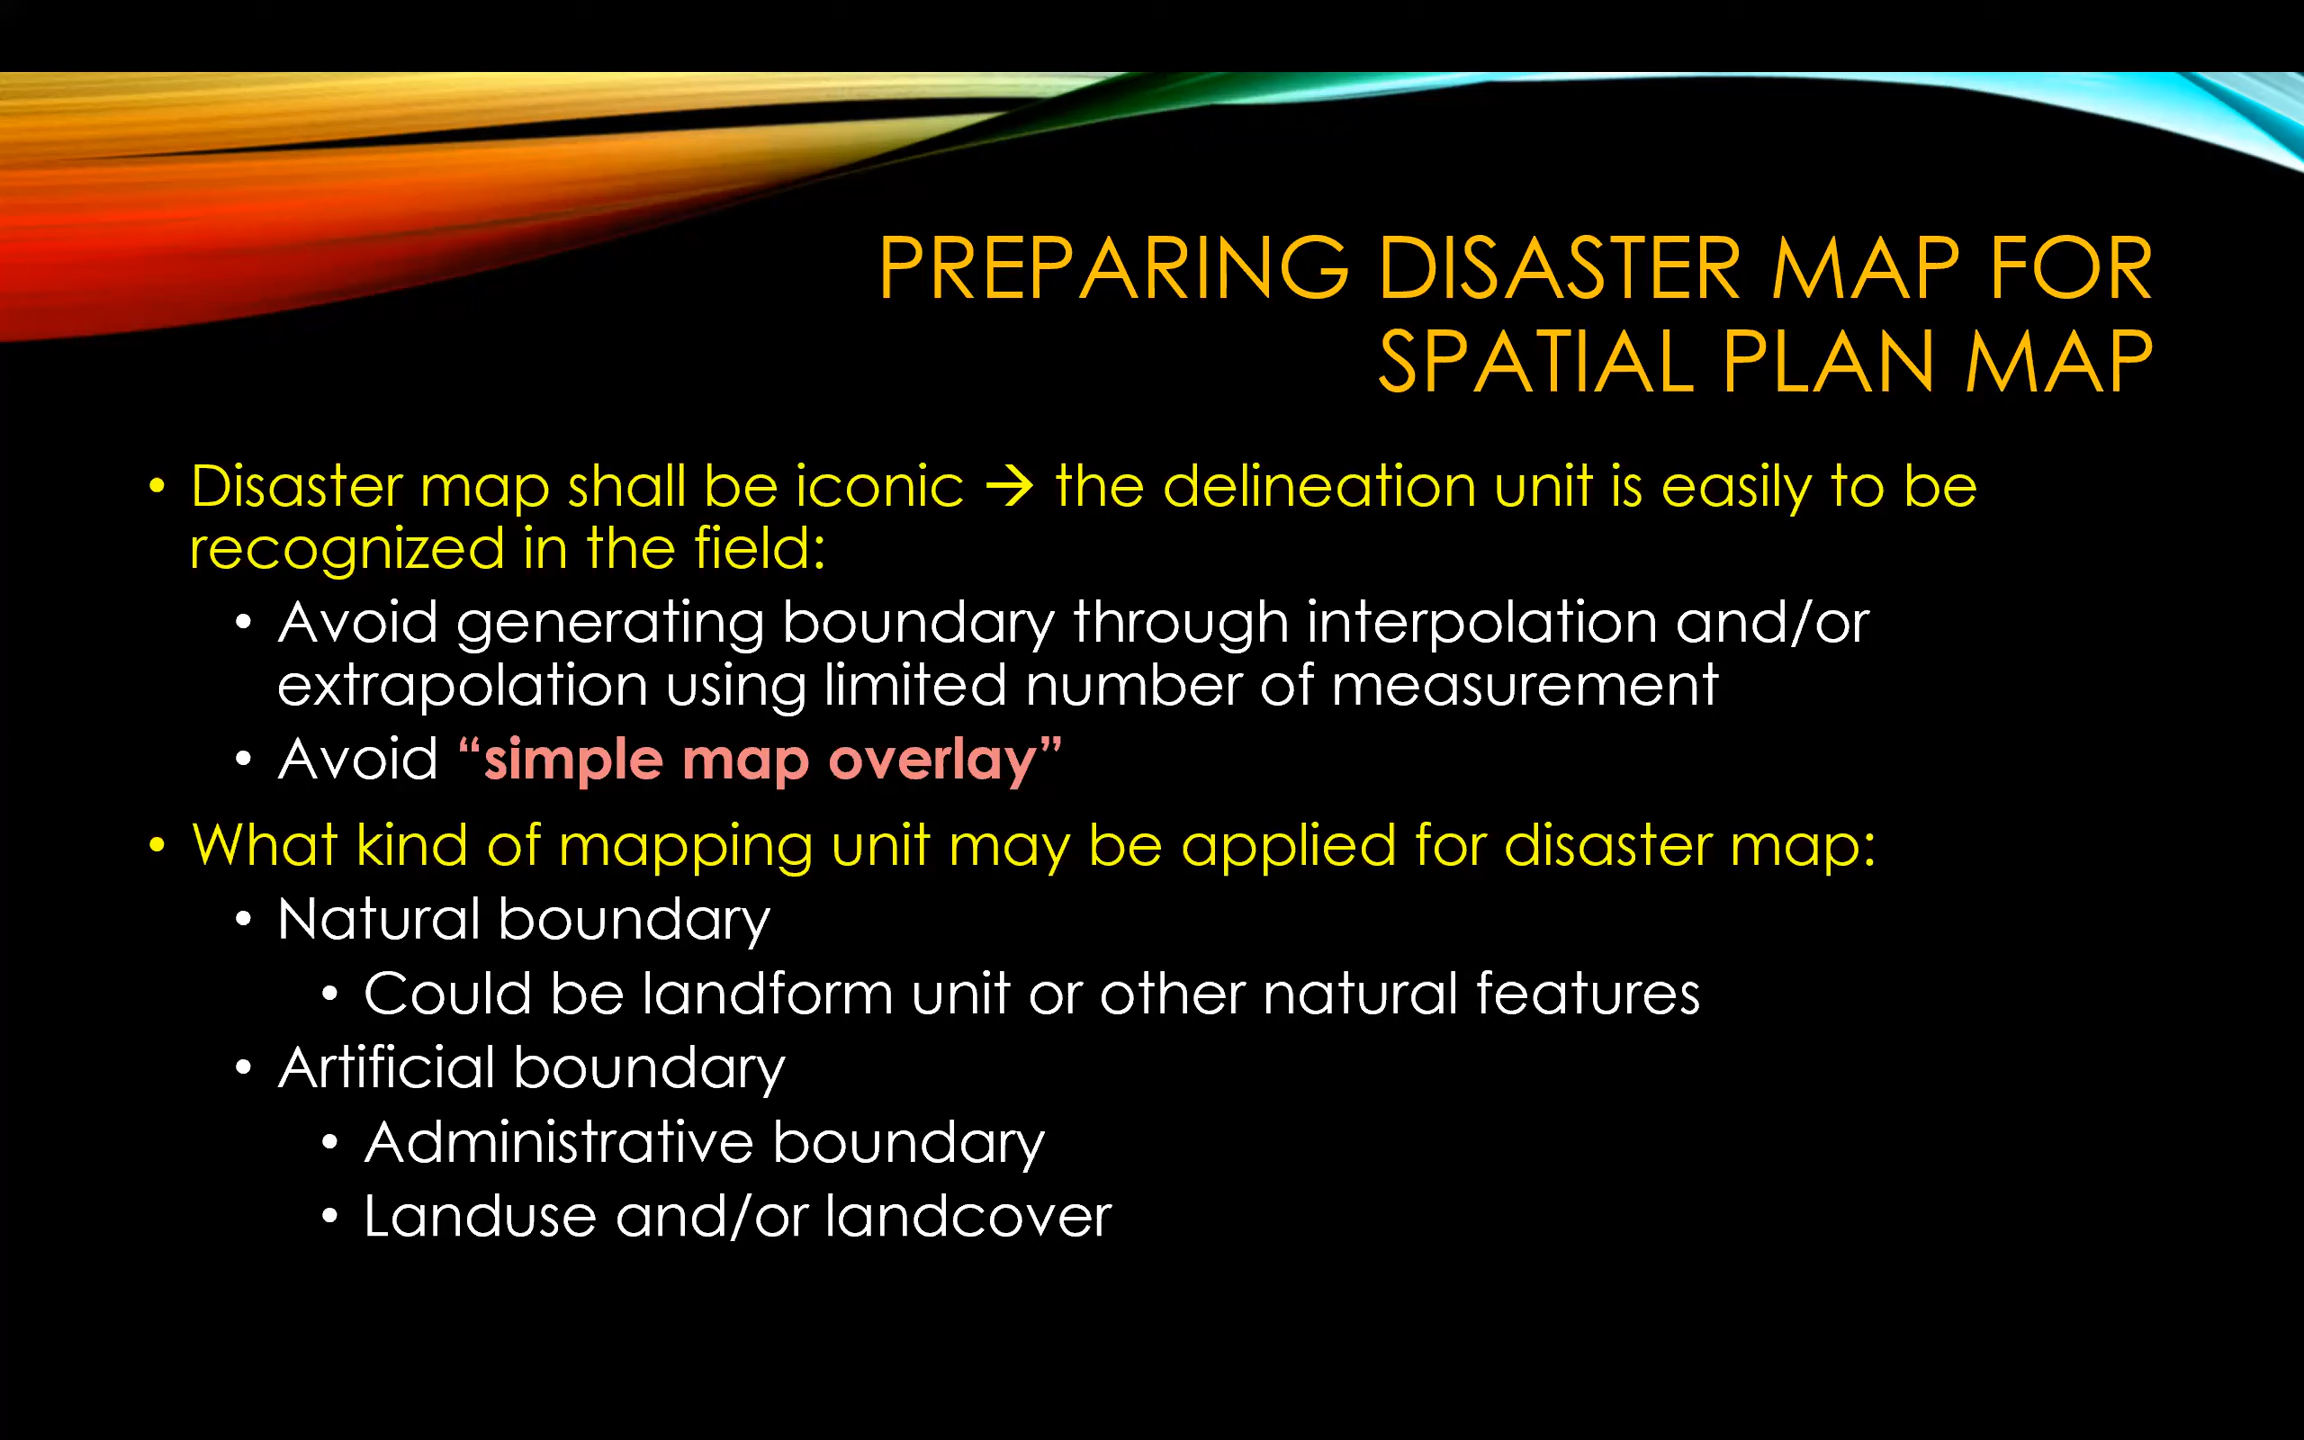 PREPARING DISASTER MAP FOR
SPATIAL PLAN MAP
• Disaster map shall be iconic → the delineation unit is easily to be
recognized in the field:
• Avoid generating boundary through interpolation and/or
extrapolation using limited number of measurement
• Avoid “simple map overlay”
• What kind of mapping unit may be applied for disaster map:
• Natural boundary
• Could be landform unit or other natural features
• Artificial boundary
• Administrative boundary
• Landuse and/or landcover